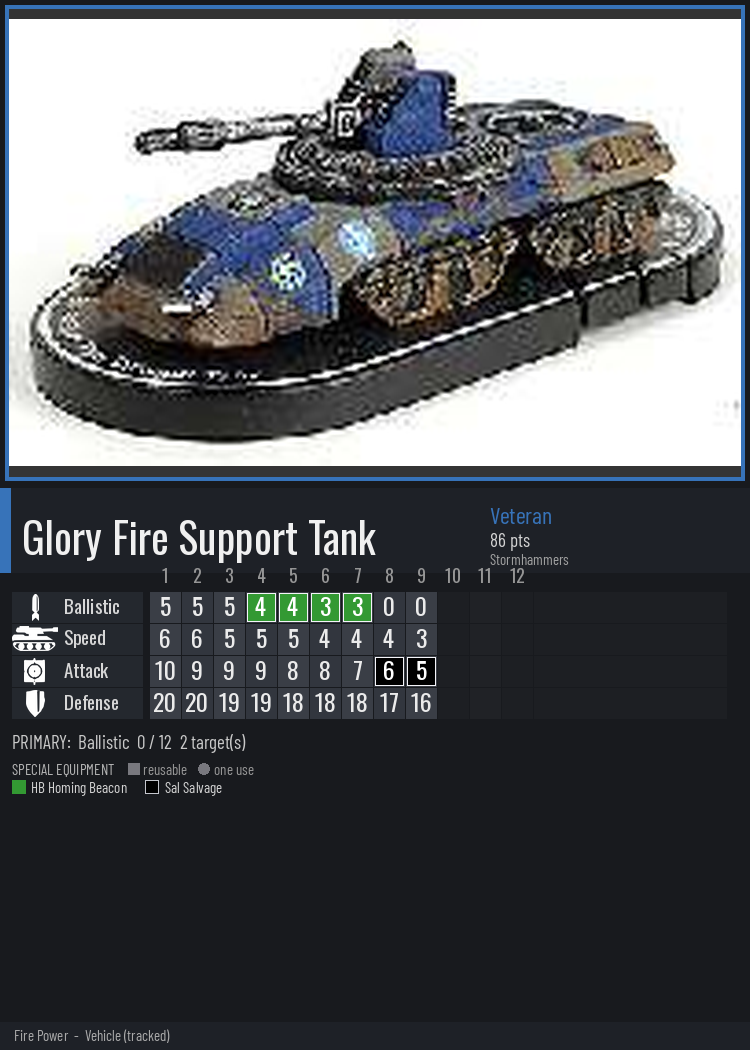 Glory Fire Support Tank
Veteran
86 pts
Stormhammers
1 2 3 4 5 6 7 8 9 10 11 12
Ballistic 5 5 5 4 4 3 3 0 0
Speed 6 6 5 5 5 4 4 4 3
Attack 10 9 9 9 8 8 7 6 5
Defense 20 20 19 19 18 18 18 17 16
PRIMARY: Ballistic 0 / 12 2 target(s)
SPECIAL EQUIPMENT reusable one use
HB Homing Beacon Sal Salvage
Fire Power - Vehicle (tracked)